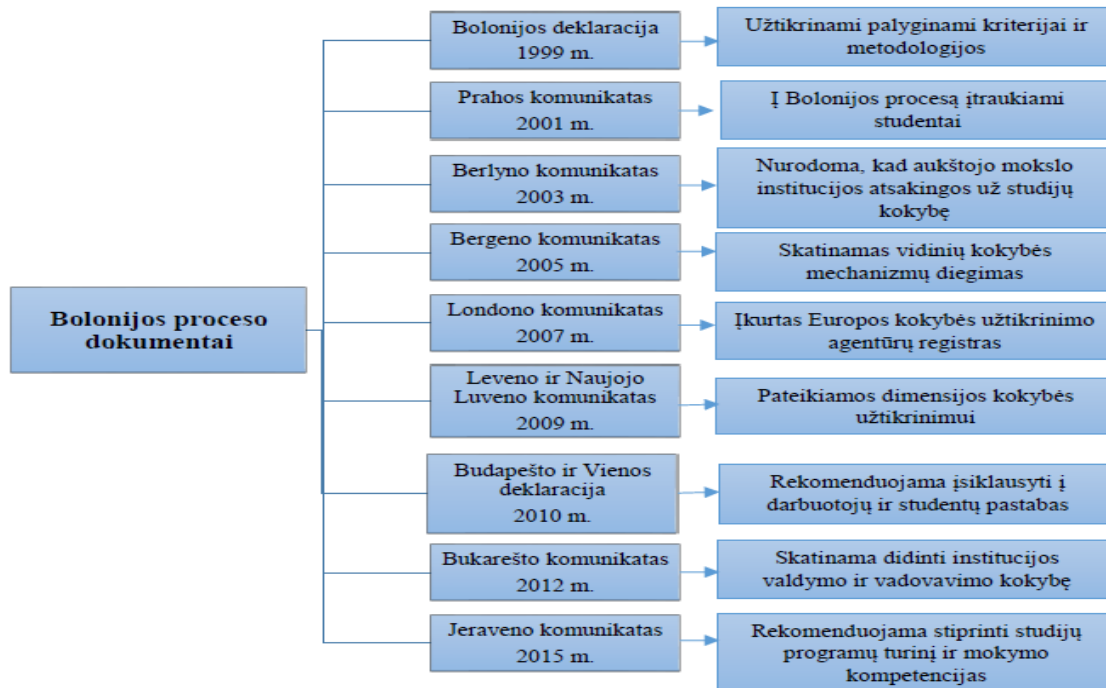 Bolonijos proceso
dokumentai
Bolonijos deklaracija
1999 m.
Užtikrinami palyginami kriterijai ir
metodologijos
Prahos komunikatas
2001 m.
Į Bolonijos procesą įtraukiami
studentai
Berlyno komunikatas
2003 m.
Nurodoma, kad aukštojo mokslo
institucijos atsakingos už studijų
kokybę
Bergeno komunikatas
2005 m.
Skatinamas vidinių kokybės
mechanizmų diegimas
Londono komunikatas
2007 m.
Įkurtas Europos kokybės užtikrinimo
agentūrų registras
Leveno ir Naujojo
Luveno komunikatas
2009 m.
Pateikiamos dimensijos kokybės
užtikrinimui
Budapešto ir Vienos
deklaracija
2010 m.
Rekomenduojama įsiklausyti į
darbuotojų ir studentų pastabas
Bukarešto komunikatas
2012 m.
Skatinama didinti institucijos
valdymo ir vadovavimo kokybę
Jeraveno komunikatas
2015 m.
Rekomenduojama stiprinti studijų
programų turinį ir mokymo
kompetencijas